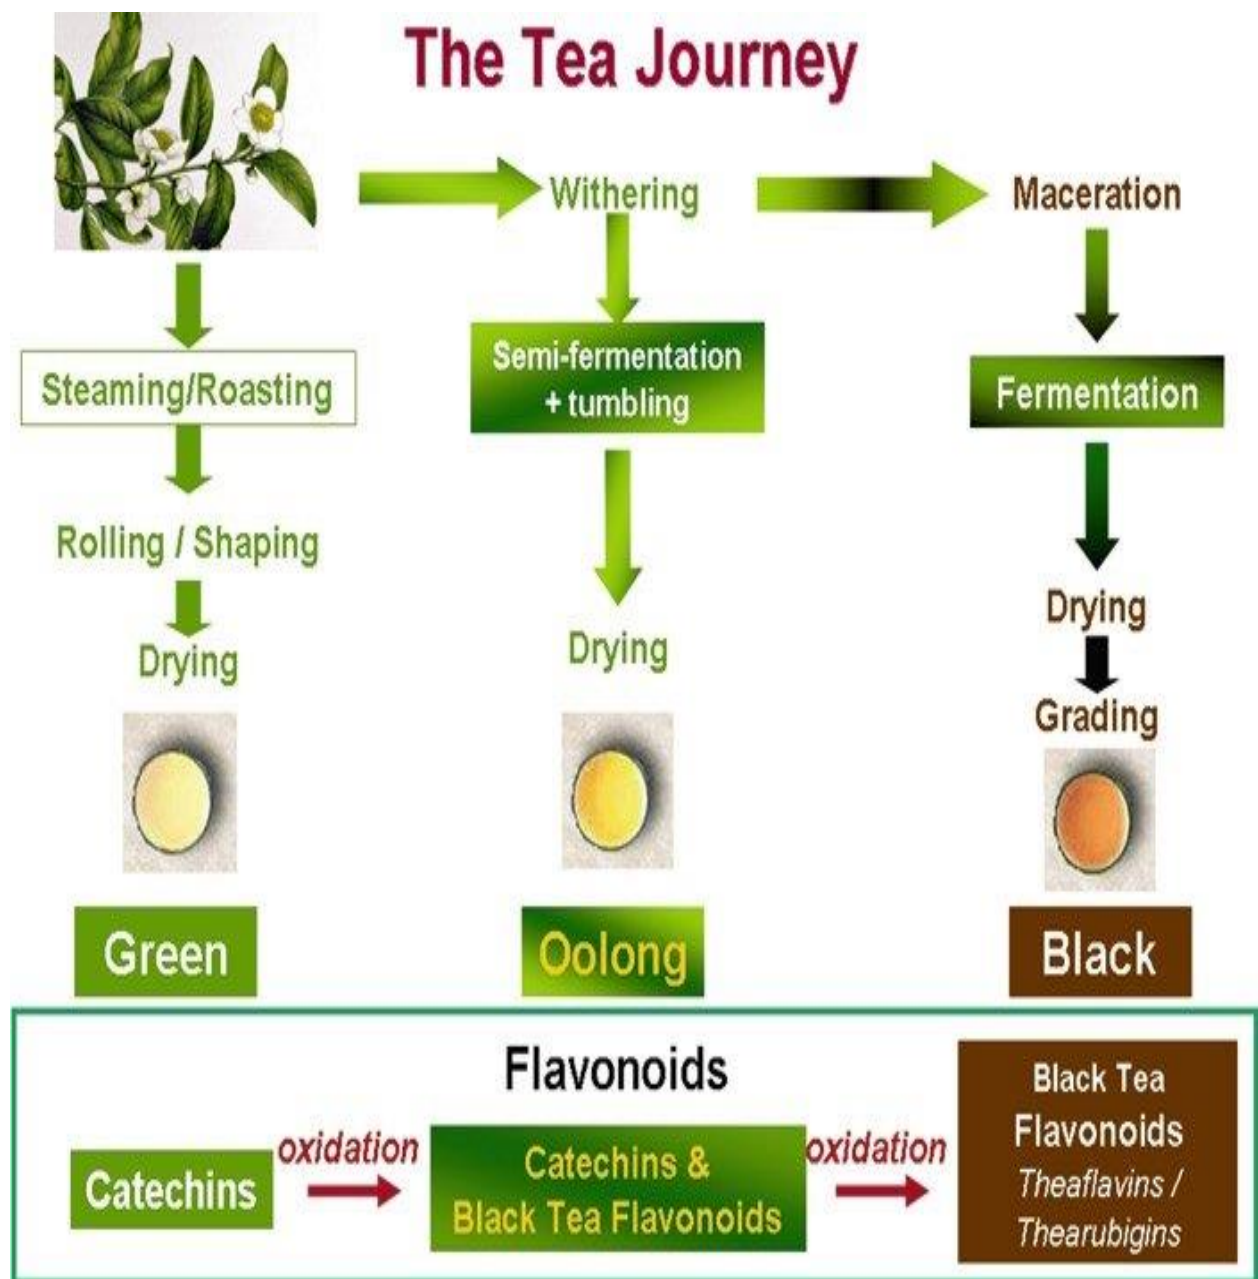 The Tea Journey
Withering
Maceration
Steaming/Roasting
Semi-fermentation
+ tumbling
Fermentation
Rolling / Shaping
Drying
Drying
Drying
Grading
Green
Oolong
Black
Flavonoids
Catechins
oxidation
Catechins &
Black Tea Flavonoids
oxidation
Black Tea
Flavonoids
Theaflavins /
Thearubigins